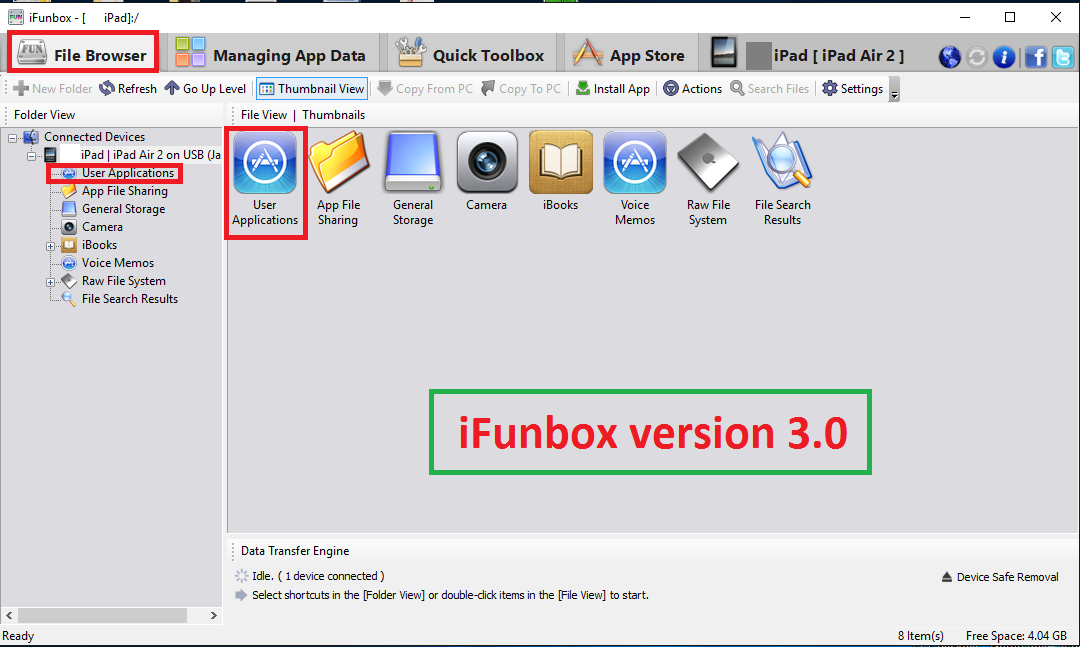 iFunbox - [ iPad]:/
FUN File Browser Managing App Data Quick Toolbox App Store iPad [ iPad Air 2 ]
New Folder Refresh Go Up Level Thumbnail View Copy From PC Copy To PC Install App Actions Search Files Settings
Folder View
File View | Thumbnails
Connected Devices
iPad | iPad Air 2 on USB (Ja
User Applications
App File Sharing
General Storage
Camera
iBooks
Voice Memos
Raw File System
File Search Results
User Applications
App File Sharing
General Storage
Camera
iBooks
Voice Memos
Raw File System
File Search Results
iFunbox version 3.0
Data Transfer Engine
Idle. ( 1 device connected )
Device Safe Removal
Select shortcuts in the [Folder View] or double-click items in the [File View] to start.
Ready
8 Item(s)
Free Space: 4.04 GB